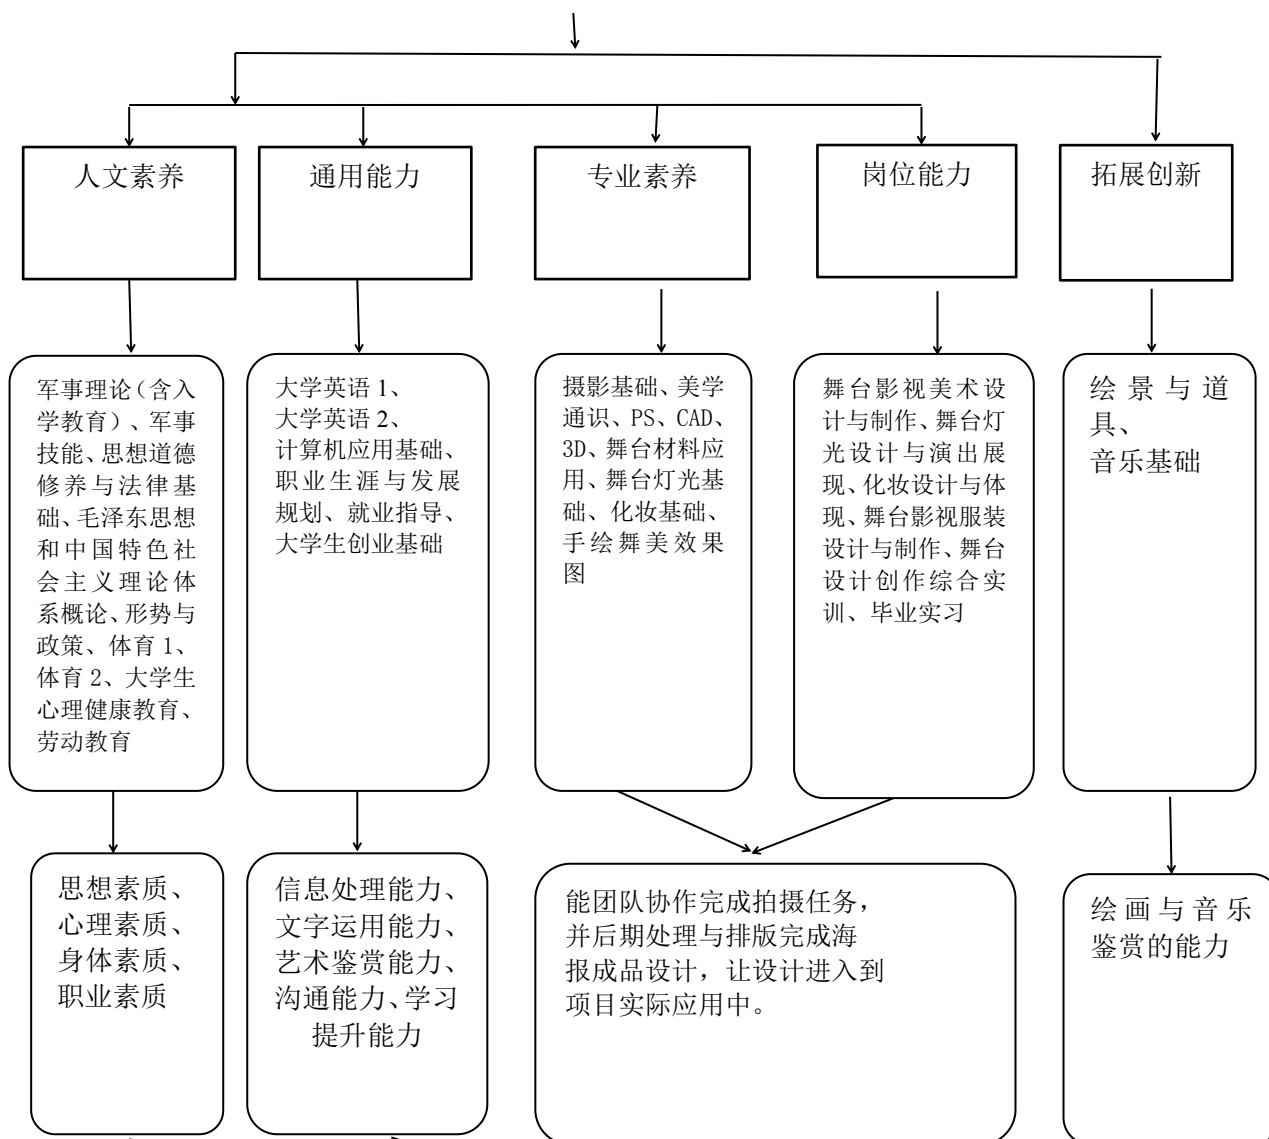 人文素养
通用能力
专业素养
岗位能力
拓展创新
军事理论(含入
学教育)、军事
技能、思想道德
修养与法律基
础、毛泽东思想
和中国特色社
会主义理论体
系概论、形势与
政策、体育 1、
体育 2、大学生
心理健康教育、
劳动教育
大学英语 1、
大学英语 2、
计算机应用基础、
职业生涯与发展
规划、就业指导、
大学生创业基础
摄影基础、美学
通识、PS、CAD、
3D、舞台材料应
用、舞台灯光基
础、化妆基础、
手绘舞美效果
图
舞台影视美术设
计与制作、舞台灯
光设计与演出展
现、化妆设计与体
现、舞台影视服装
设计与制作、舞台
设计创作综合实
训、毕业实习
绘景与道
具、
音乐基础
思想素质、
心理素质、
身体素质、
职业素质
信息处理能力、
文字运用能力、
艺术鉴赏能力、
沟通能力、学习
提升能力
能团队协作完成拍摄任务，
并后期处理与排版完成海
报成品设计，让设计进入到
项目实际应用中。
绘画与音乐
鉴赏的能力